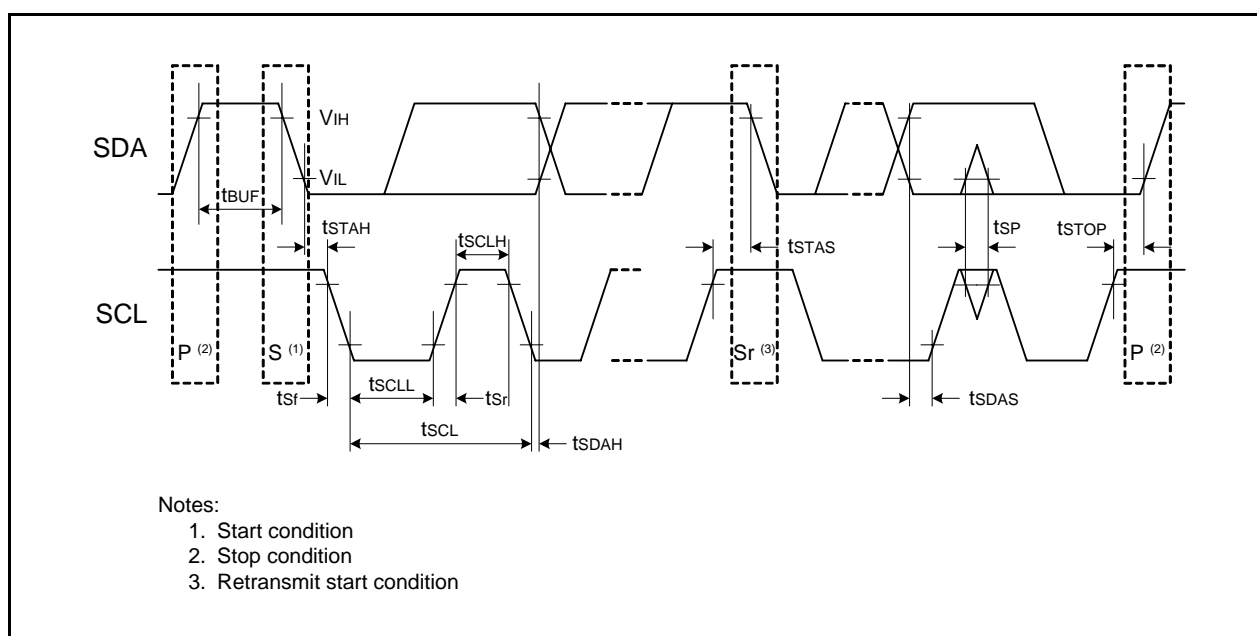 SDA
VIH
VIL
tBUF
tSTAH
tSCLH
tSTAS
tSP
tSTOP
SCL
P (2)
S (1)
Sr (3)
P (2)
tSf
tSCLL
tSr
tSDAS
tSCL
tSDAH
Notes:
1. Start condition
2. Stop condition
3. Retransmit start condition